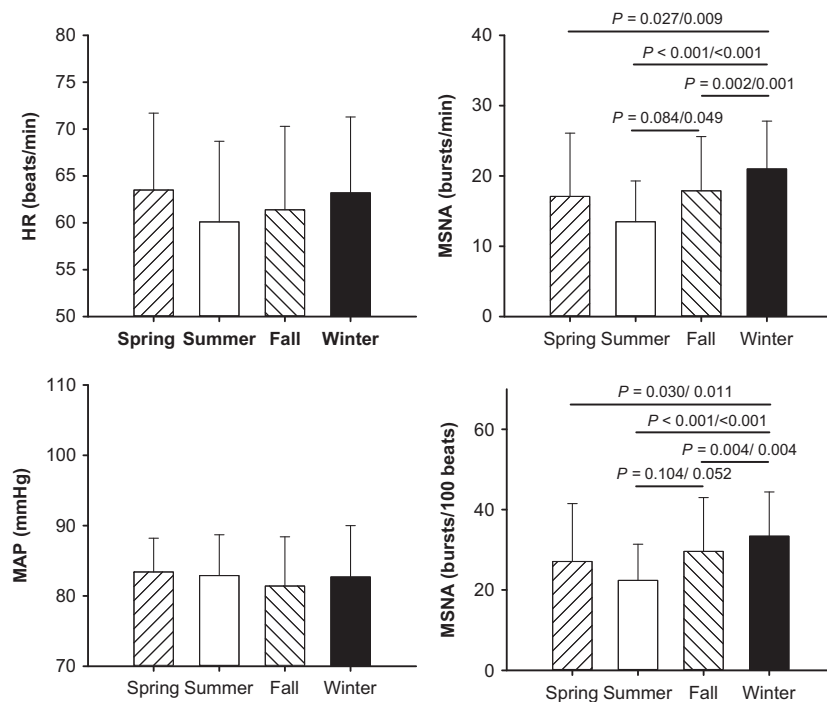 80
75
70
65
60
55
50
HR (beats/min)
Spring Summer Fall Winter
P = 0.027/0.009
P < 0.001/<0.001
P = 0.002/0.001
P = 0.084/0.049
40
30
20
10
0
MSNA (bursts/min)
Spring Summer Fall Winter
110
100
90
80
70
MAP (mmHg)
Spring Summer Fall Winter
P = 0.030/ 0.011
P < 0.001/<0.001
P = 0.004/ 0.004
P = 0.104/ 0.052
60
40
20
0
MSNA (bursts/100 beats)
Spring Summer Fall Winter